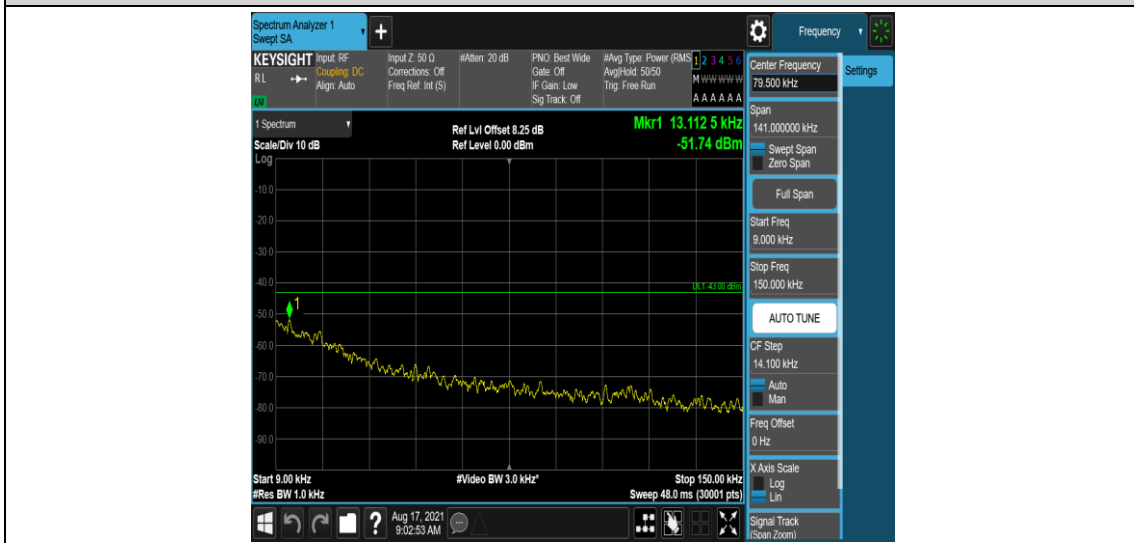 Spectrum Analyzer 1
Swept SA
Frequency
KEYSIGHT
RL
Input: RF
Coupling: DC
Align: Auto
Input Z: 50 Ω
Corrections: Off
Freq Ref: Int (S)
#Atten: 20 dB
PNO: Best Wide
Gate: Off
IF Gain: Low
Sig Track: Off
#Avg Type: Power (RMS
Avg|Hold: 50/50
Trig: Free Run
1 2 3 4 5 6
M W W W W W
A A A A A A
1 Spectrum
Scale/Div 10 dB
Log
Ref Lvl Offset 8.25 dB
Ref Level 0.00 dBm
Mkr1 13.112 5 kHz
-51.74 dBm
-10.0
-20.0
-30.0
-40.0
DL1 -43.00 dBm
1
-50.0
-60.0
-70.0
-80.0
-90.0
Start 9.00 kHz
#Video BW 3.0 kHz*
Stop 150.00 kHz
#Res BW 1.0 kHz
Sweep 48.0 ms (30001 pts)
Aug 17, 2021
9:02:53 AM
Center Frequency
79.500 kHz
Settings
Span
141.000000 kHz
Swept Span
Zero Span
Full Span
Start Freq
9.000 kHz
Stop Freq
150.000 kHz
AUTO TUNE
CF Step
14.100 kHz
Auto
Man
Freq Offset
0 Hz
X Axis Scale
Log
Lin
Signal Track
(Span Zoom)